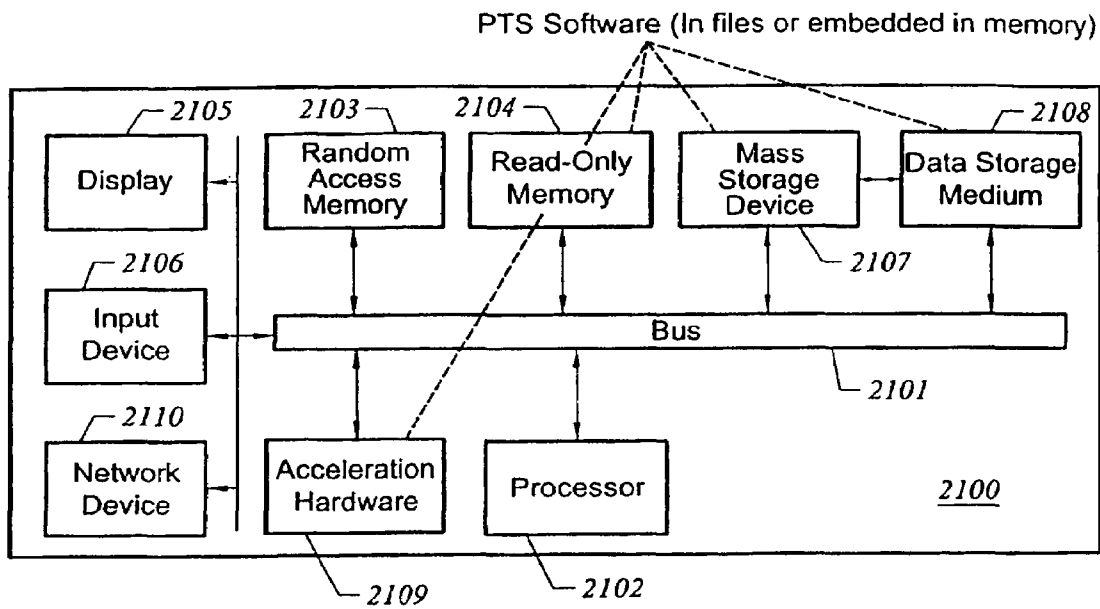 PTS Software (In files or embedded in memory)
2105
2103
2104
2108
Display
Random
Access
Memory
Read-Only
Memory
Mass
Storage
Device
Data Storage
Medium
2106
2107
Input
Device
Bus
2101
2110
Network
Device
Acceleration
Hardware
Processor
2100
2109
2102